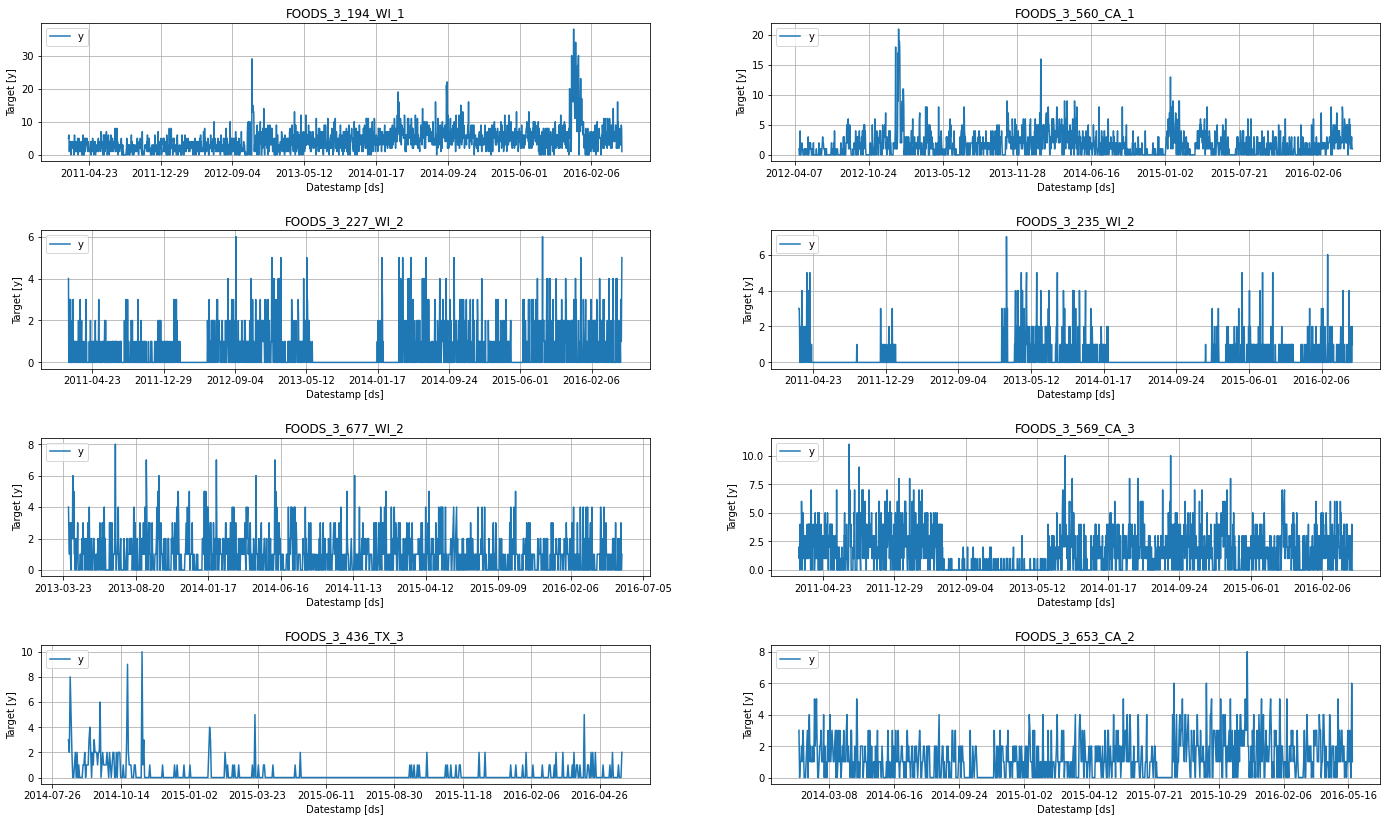 FOODS_3_194_WI_1
y
Target [y]
30
20
10
0
2011-04-23 2011-12-29 2012-09-04 2013-05-12 2014-01-17 2014-09-24 2015-06-01 2016-02-06
Datestamp [ds]
FOODS_3_560_CA_1
y
Target [y]
20
15
10
5
0
2012-04-07 2012-10-24 2013-05-12 2013-11-28 2014-06-16 2015-01-02 2015-07-21 2016-02-06
Datestamp [ds]
FOODS_3_227_WI_2
y
Target [y]
6
4
2
0
2011-04-23 2011-12-29 2012-09-04 2013-05-12 2014-01-17 2014-09-24 2015-06-01 2016-02-06
Datestamp [ds]
FOODS_3_235_WI_2
y
Target [y]
6
4
2
0
2011-04-23 2011-12-29 2012-09-04 2013-05-12 2014-01-17 2014-09-24 2015-06-01 2016-02-06
Datestamp [ds]
FOODS_3_677_WI_2
y
Target [y]
8
6
4
2
0
2013-03-23 2013-08-20 2014-01-17 2014-06-16 2014-11-13 2015-04-12 2015-09-09 2016-02-06 2016-07-05
Datestamp [ds]
FOODS_3_569_CA_3
y
Target [y]
10.0
7.5
5.0
2.5
0.0
2011-04-23 2011-12-29 2012-09-04 2013-05-12 2014-01-17 2014-09-24 2015-06-01 2016-02-06
Datestamp [ds]
FOODS_3_436_TX_3
y
Target [y]
10
8
6
4
2
0
2014-07-26 2014-10-14 2015-01-02 2015-03-23 2015-06-11 2015-08-30 2015-11-18 2016-02-06 2016-04-26
Datestamp [ds]
FOODS_3_653_CA_2
y
Target [y]
8
6
4
2
0
2014-03-08 2014-06-16 2014-09-24 2015-01-02 2015-04-12 2015-07-21 2015-10-29 2016-02-06 2016-05-16
Datestamp [ds]